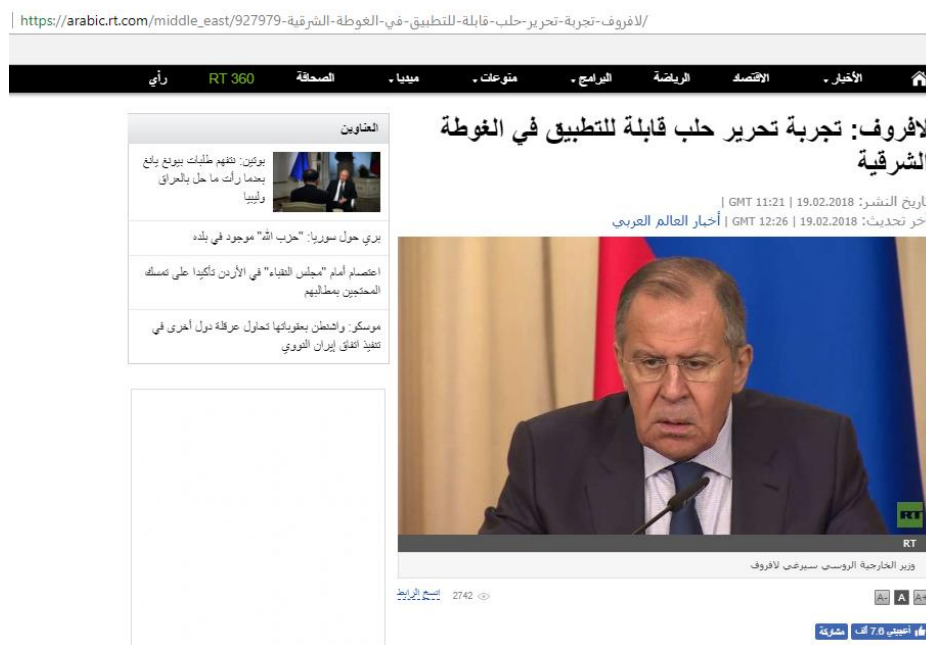 https://arabic.rt.com/middle_east/927979-لافروف-تجربة-تحرير-حلب-قابلة-للتطبيق-في-الغوطة-الشرقية/
الأخبار
الاقتصاد
الرياضة
البرامج
متوعات
ميديا
الصحافة
RT 360
رأي
لافروف: تجربة تحرير حلب قابلة للتطبيق في الغوطة
الشرقية
تاريخ النشر: 19.02.2018 | 11:21 GMT |
آخر تحديث: 19.02.2018 | 12:26 GMT | أخبار العالم العربي
RT
RT
وزير الخارجية الروسي سيرغي لافروف
A- A A+
2742 انسخ الرابط
أعجبني 7.6 ألف مشاركة
العناوين
بوتين: نتفهم طلبات بيونغ يانغ
بعدما رأت ما حل بالعراق
وليبيا
بري حول سوريا: "حزب الله" موجود في بلده
اعتصام أمام "مجلس النقباء" في الأردن تأكيدا على تمسك
المحتجين بمطالبهم
موسكو: واشنطن بعقوباتها تحاول عرقلة دول أخرى في
تنفيذ اتفاق إيران النووي